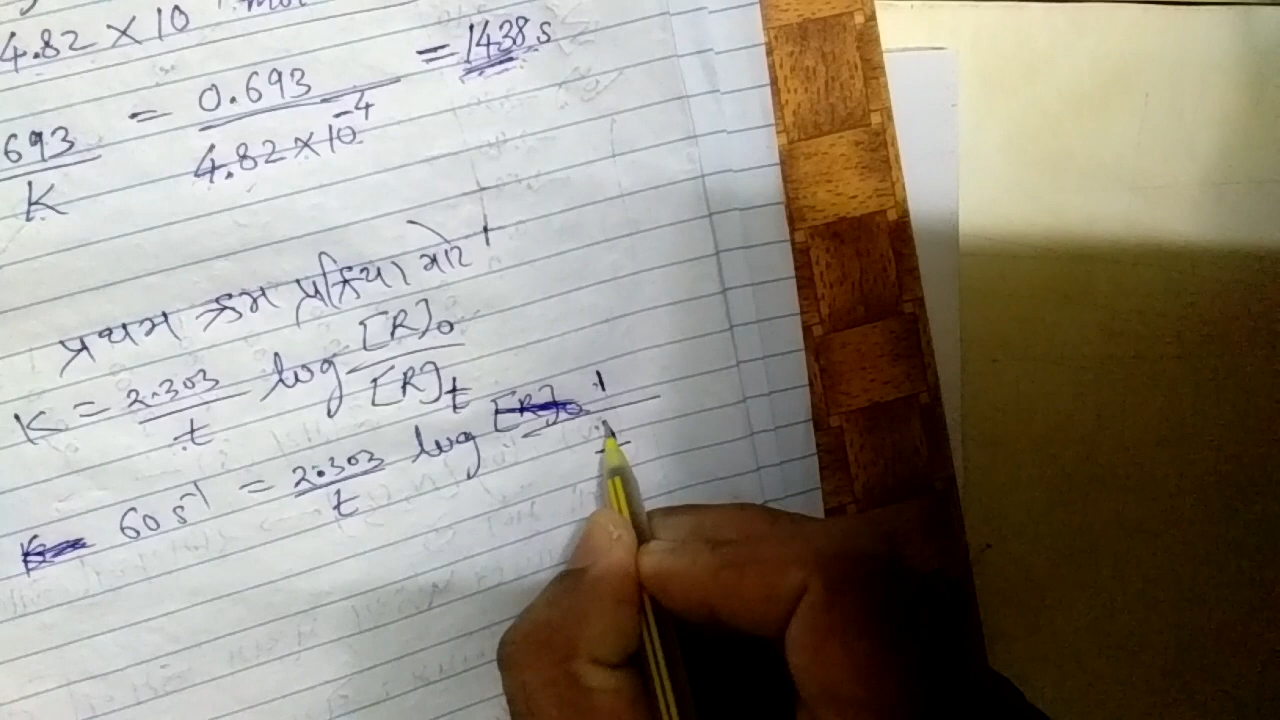 4.82 × 10
693/K = 0.693/4.82 × 10⁻⁴ = 1438 s
प्रथम क्रम प्रक्रिया
K = 2.303/t log [R]₀/[R]t
60 s⁻¹ = 2.303/t log 1/